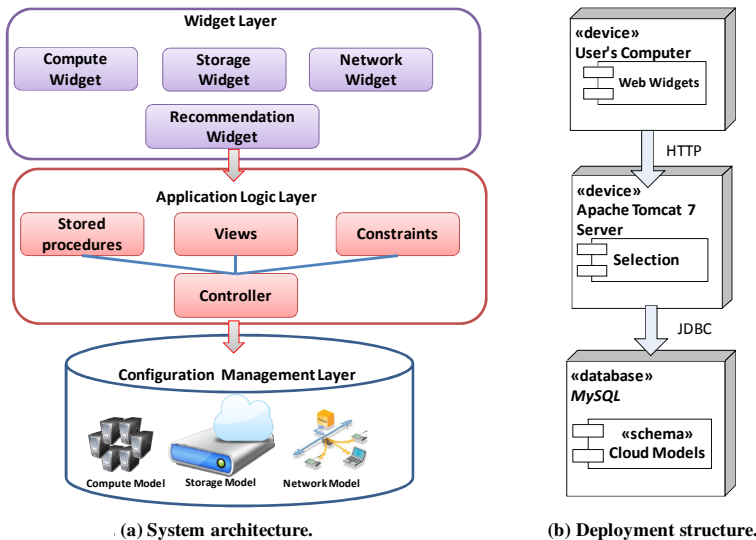 Widget Layer
Compute
Widget
Storage
Widget
Network
Widget
Recommendation
Widget
Application Logic Layer
Stored
procedures
Views
Constraints
Controller
Configuration Management Layer
Compute Model
Storage Model
Network Model
. (a) System architecture.
«device»
User's Computer
Web Widgets
HTTP
«device»
Apache Tomcat 7
Server
Selection
JDBC
«database»
MySQL
«schema»
Cloud Models
(b) Deployment structure.